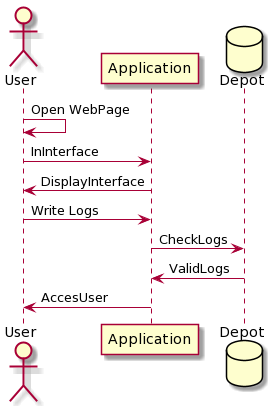 User
Application
Depot
Open WebPage
InInterface
DisplayInterface
Write Logs
CheckLogs
ValidLogs
AccesUser
User
Application
Depot